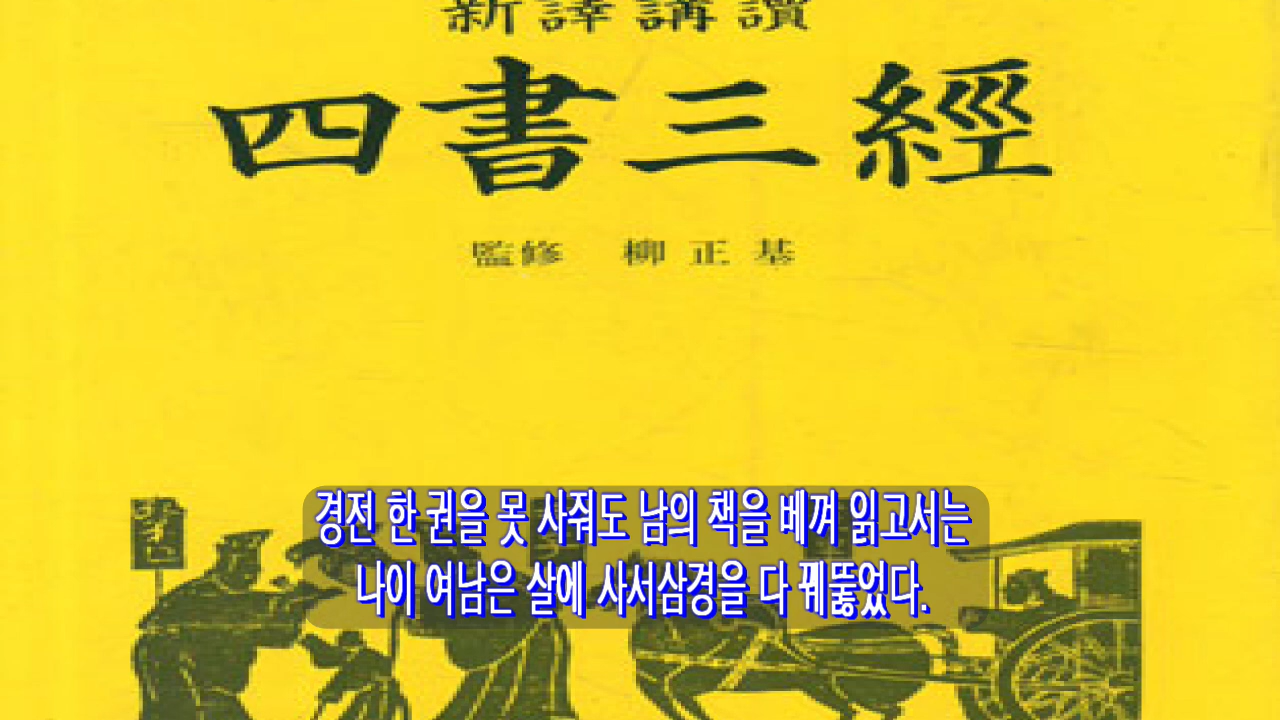 新譯講讀
四書三經
監修 柳正基
경전 한 권을 못 사줘도 남의 책을 베껴 읽고서는
나이 여남은 살에 사서삼경을 다 꿰뚫었다.